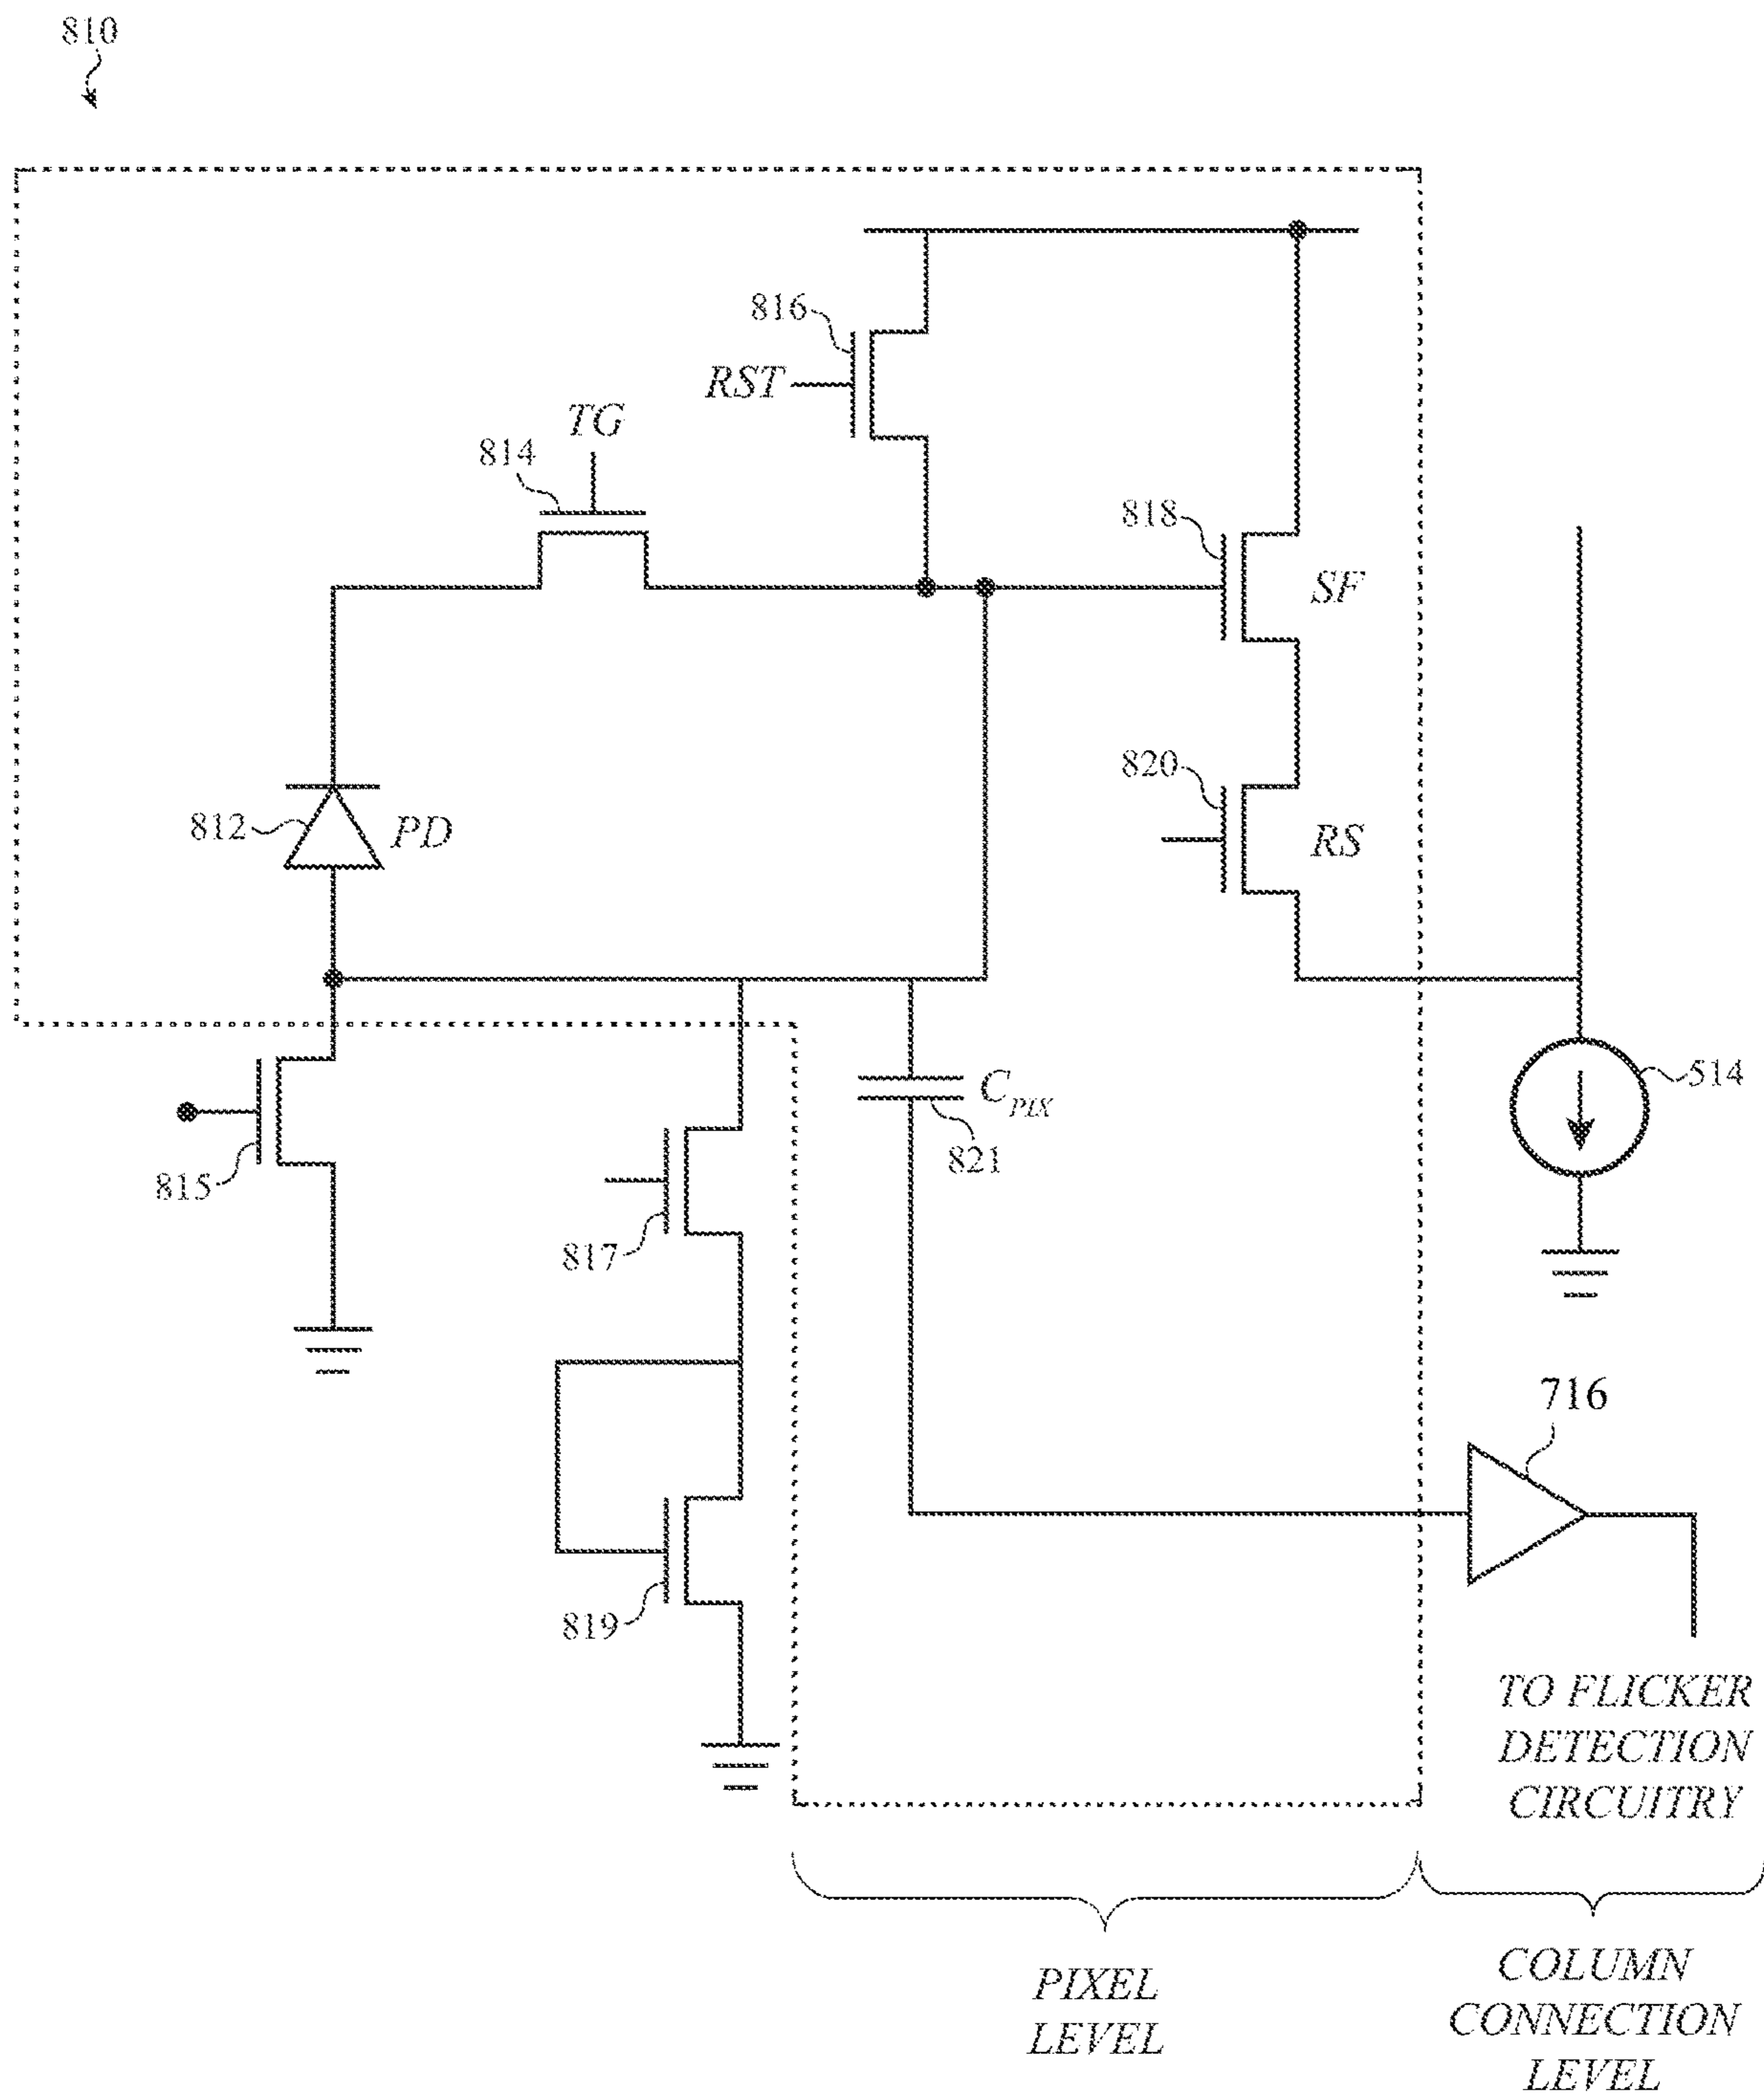 810
816
RST
TG
814
818
SF
820
RS
812
PD
C_PIX
821
514
815
817
716
819
TO FLICKER
DETECTION
CIRCUITRY
PIXEL
LEVEL
COLUMN
CONNECTION
LEVEL